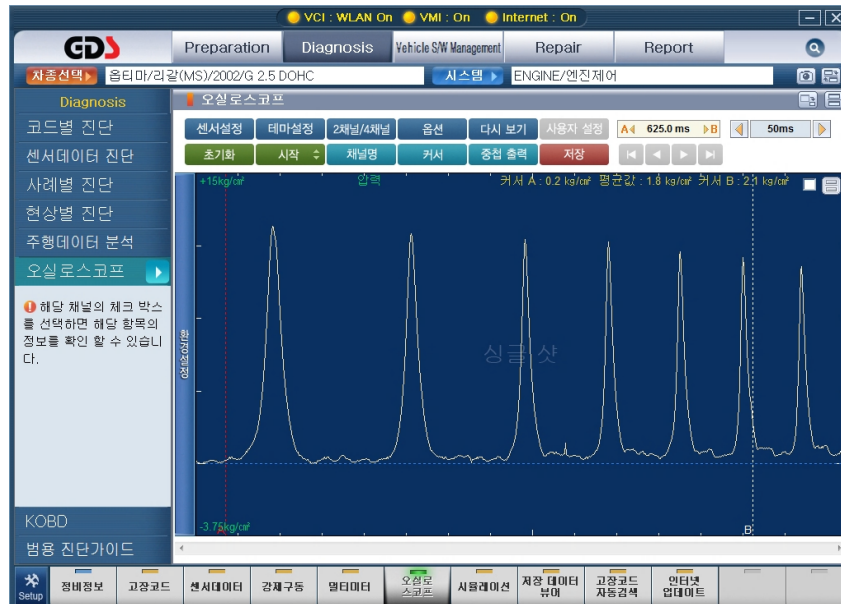 VCI : WLAN On VMI : On Internet : On
GDS Preparation Diagnosis Vehicle S/W Management Repair Report
차종선택 옵티마/리갈(MS)/2002/G 2.5 DOHC 시스템 ENGINE/엔진제어
Diagnosis
코드별 진단
센서데이터 진단
사례별 진단
현상별 진단
주행데이터 분석
오실로스코프
해당 채널의 체크 박스
를 선택하면 해당 항목의
정보를 확인 할 수 있습니
다.
KOBD
범용 진단가이드
오실로스코프
센서설정 테마설정 2채널/4채널 옵션 다시 보기 사용자 설정 A 625.0 ms B 50ms
초기화 시작 채널명 커서 중첩 출력 저장
+15kg/㎠ 압력 커서 A : 0.2 kg/㎠ 평균값 : 1.8 kg/㎠ 커서 B : 2.1 kg/㎠
환경설정
싱글 샷
-3.75kg/㎠
A B
Setup 정비정보 고장코드 센서데이터 강제구동 멀티미터 오실로 스코프 시뮬레이션 저장 데이터 뷰어 고장코드 자동검색 인터넷 업데이트